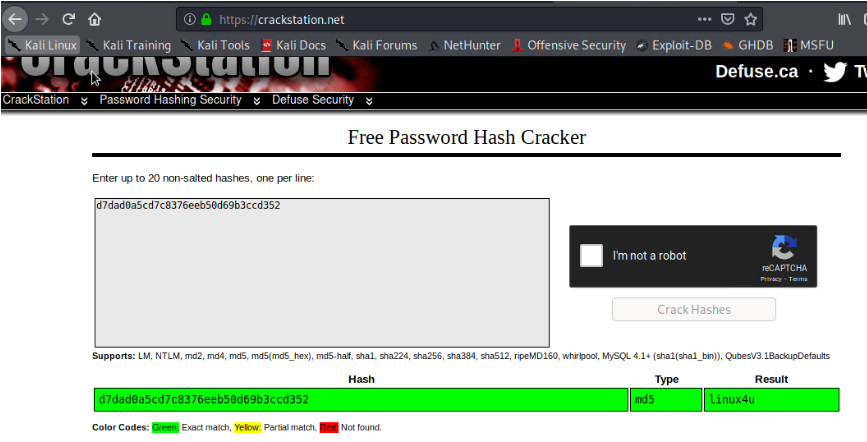 https://crackstation.net
Kali Linux Kali Training Kali Tools Kali Docs Kali Forums NetHunter Offensive Security Exploit-DB GHDB MSFU
CrackStation
Defuse.ca ·
CrackStation Password Hashing Security Defuse Security
Free Password Hash Cracker
Enter up to 20 non-salted hashes, one per line:
d7dad0a5cd7c8376eeb50d69b3ccd352
I'm not a robot
reCAPTCHA
Privacy - Terms
Crack Hashes
Supports: LM, NTLM, md2, md4, md5, md5(md5_hex), md5-half, sha1, sha224, sha256, sha384, sha512, ripeMD160, whirlpool, MySQL 4.1+ (sha1(sha1_bin)), QubesV3.1BackupDefaults
Hash Type Result
d7dad0a5cd7c8376eeb50d69b3ccd352 md5 linux4u
Color Codes: Green: Exact match, Yellow: Partial match, Red: Not found.